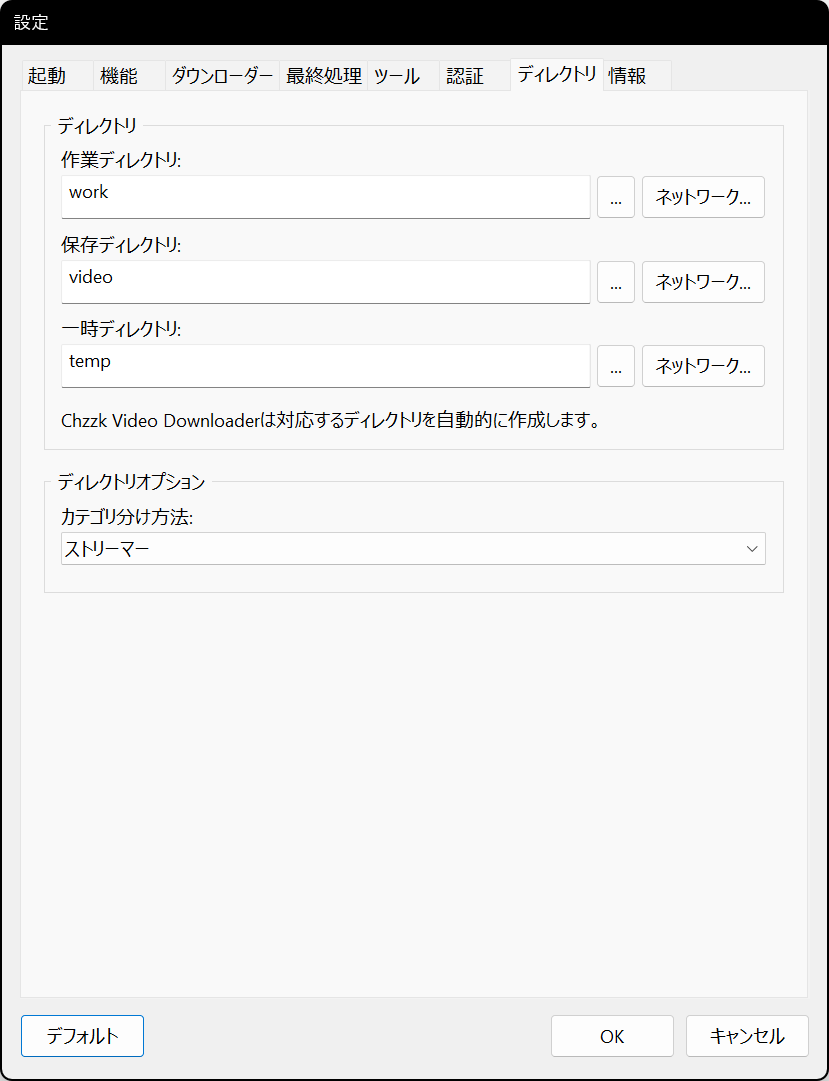 設定
起動 機能 ダウンローダー 最終処理 ツール 認証 ディレクトリ 情報
ディレクトリ
作業ディレクトリ:
work ... ネットワーク...
保存ディレクトリ:
video ... ネットワーク...
一時ディレクトリ:
temp ... ネットワーク...
Chzzk Video Downloaderは対応するディレクトリを自動的に作成します。
ディレクトリオプション
カテゴリ分け方法:
ストリーマー
デフォルト OK キャンセル